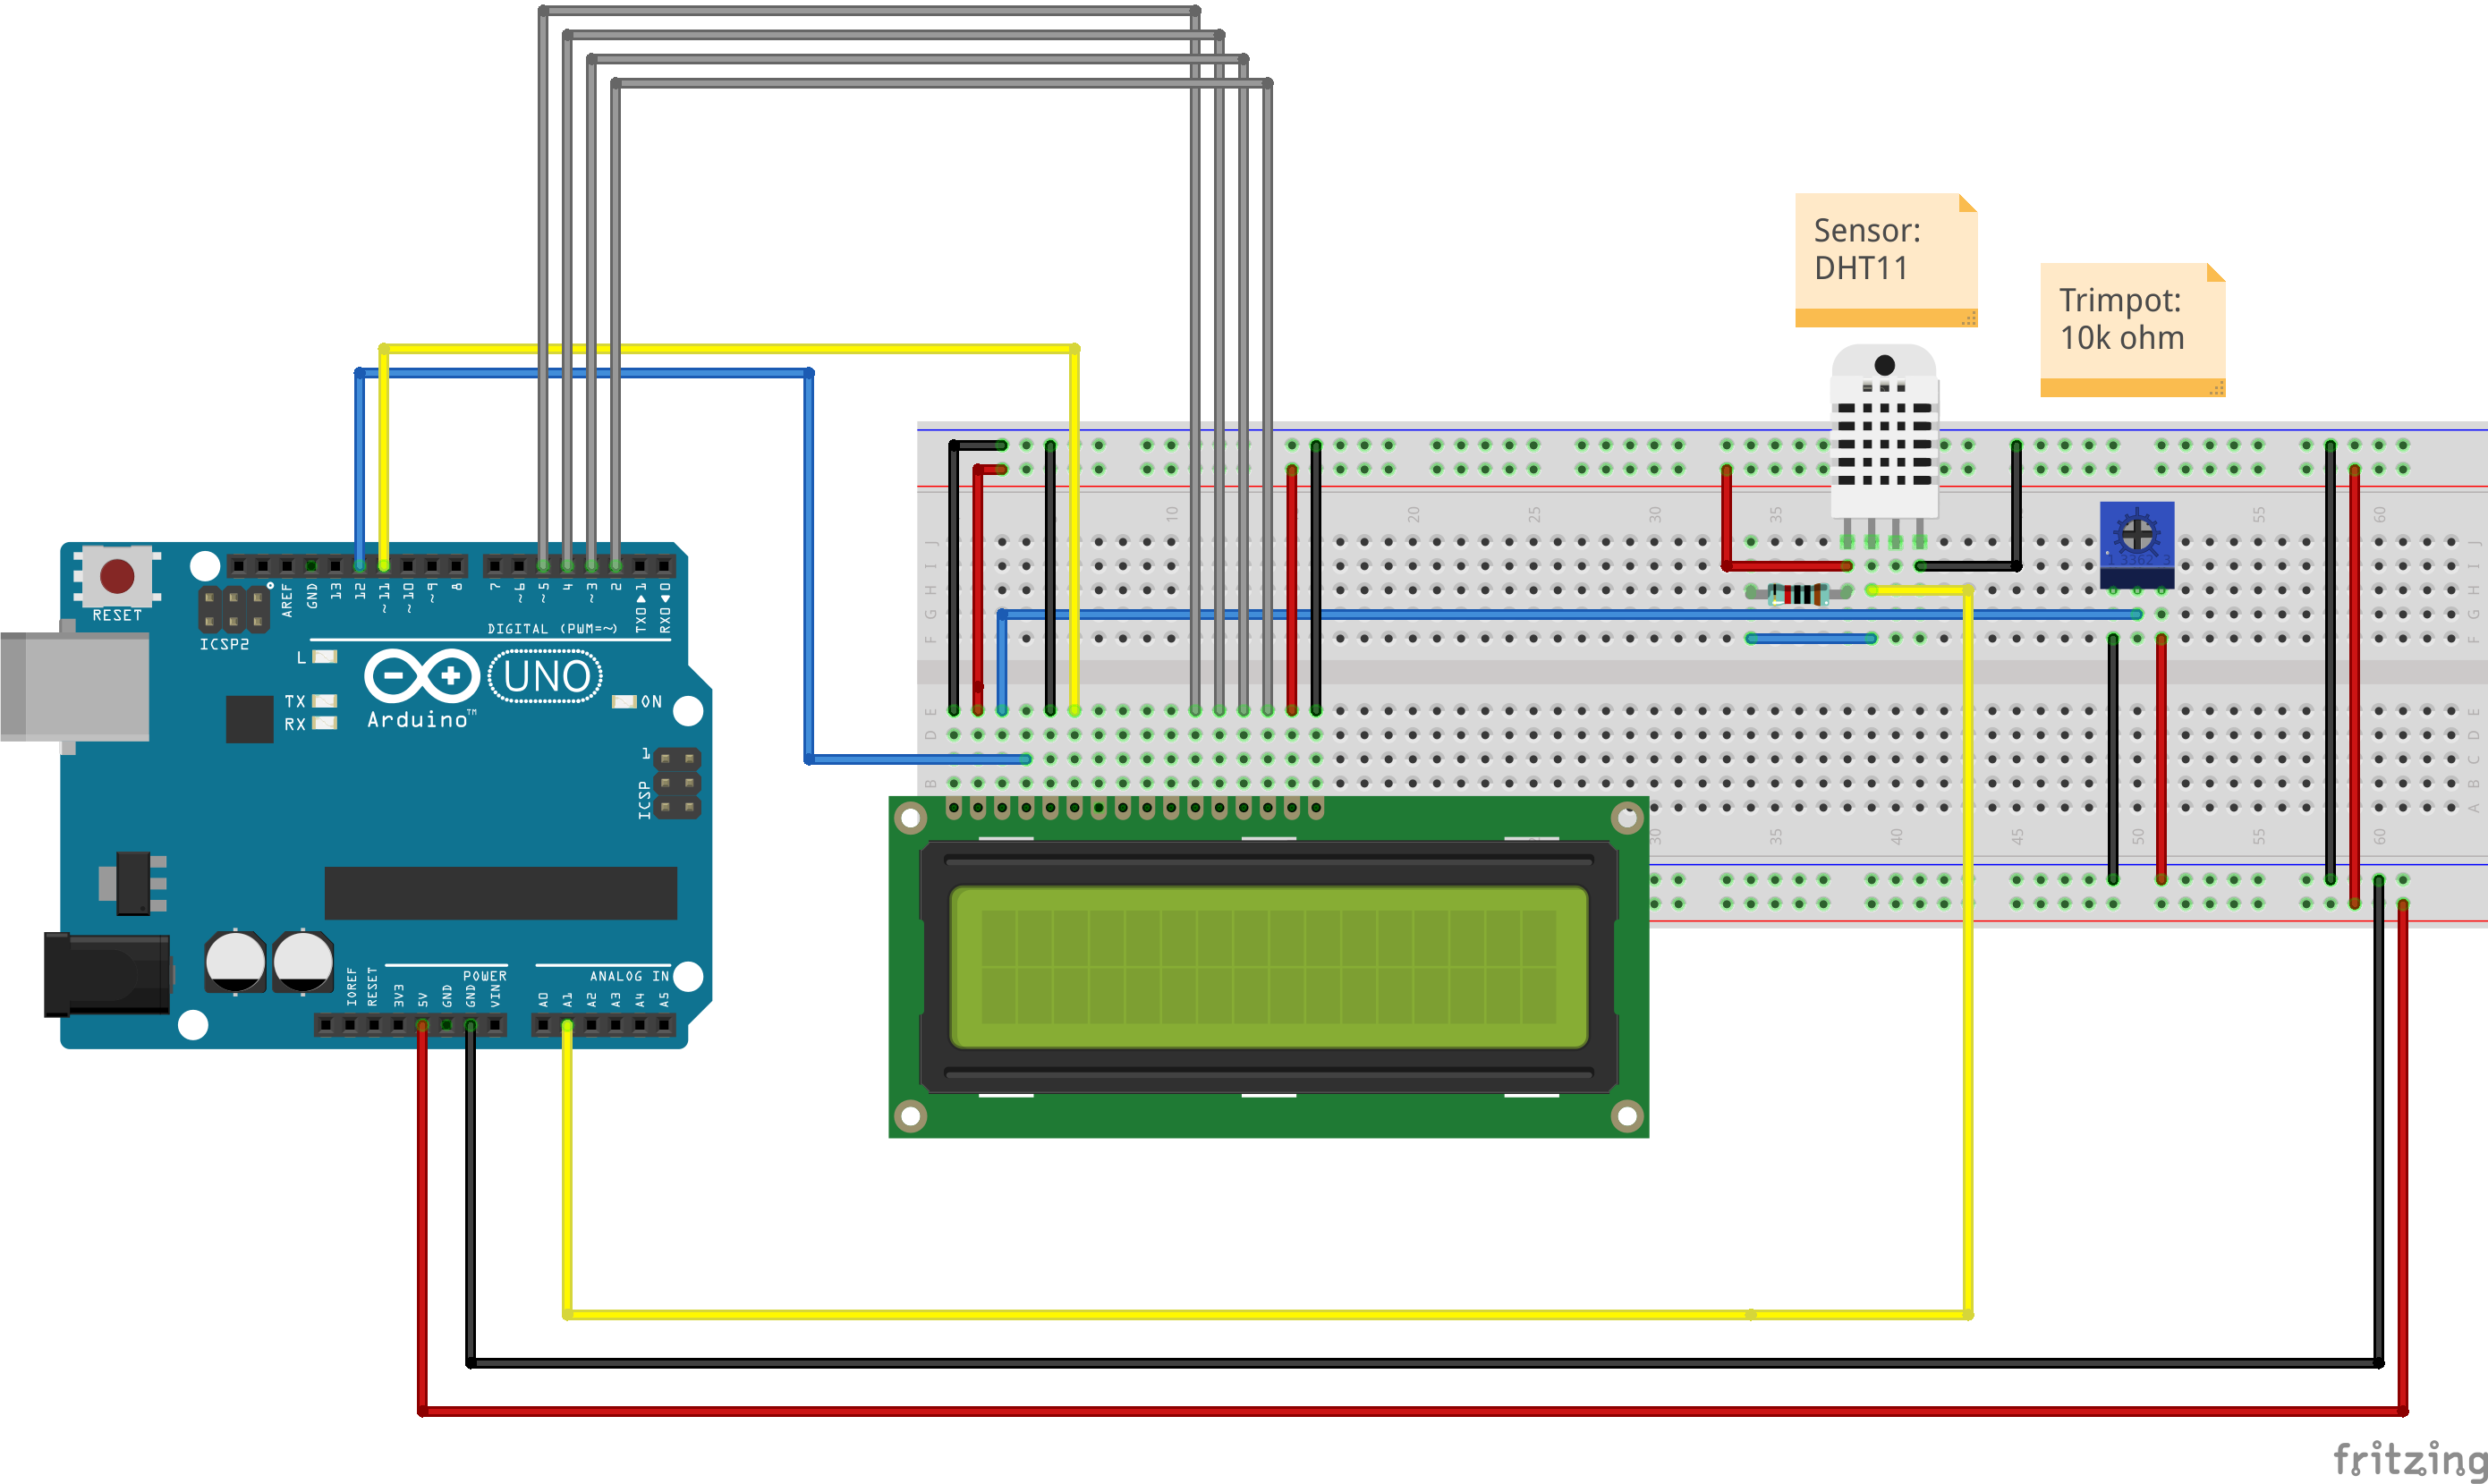 Sensor:
DHT11
Trimpot:
10k ohm
10
20
25
30
35
55
60
J
I
H
G
F
J
I
H
G
F
3362
RESET
ICSP2
AREF
GND
13
12
~11
~10
~9
8
7
~6
~5
4
~3
2
TX0▶1
RX0◀0
DIGITAL (PWM=~)
L
TX
RX
Arduino™
UNO
ON
1
ICSP
E
D
C
B
E
D
C
B
A
30
35
40
45
50
55
60
IOREF
RESET
3V3
5V
GND
GND
VIN
POWER
ANALOG IN
A0
A1
A2
A3
A4
A5
fritzing